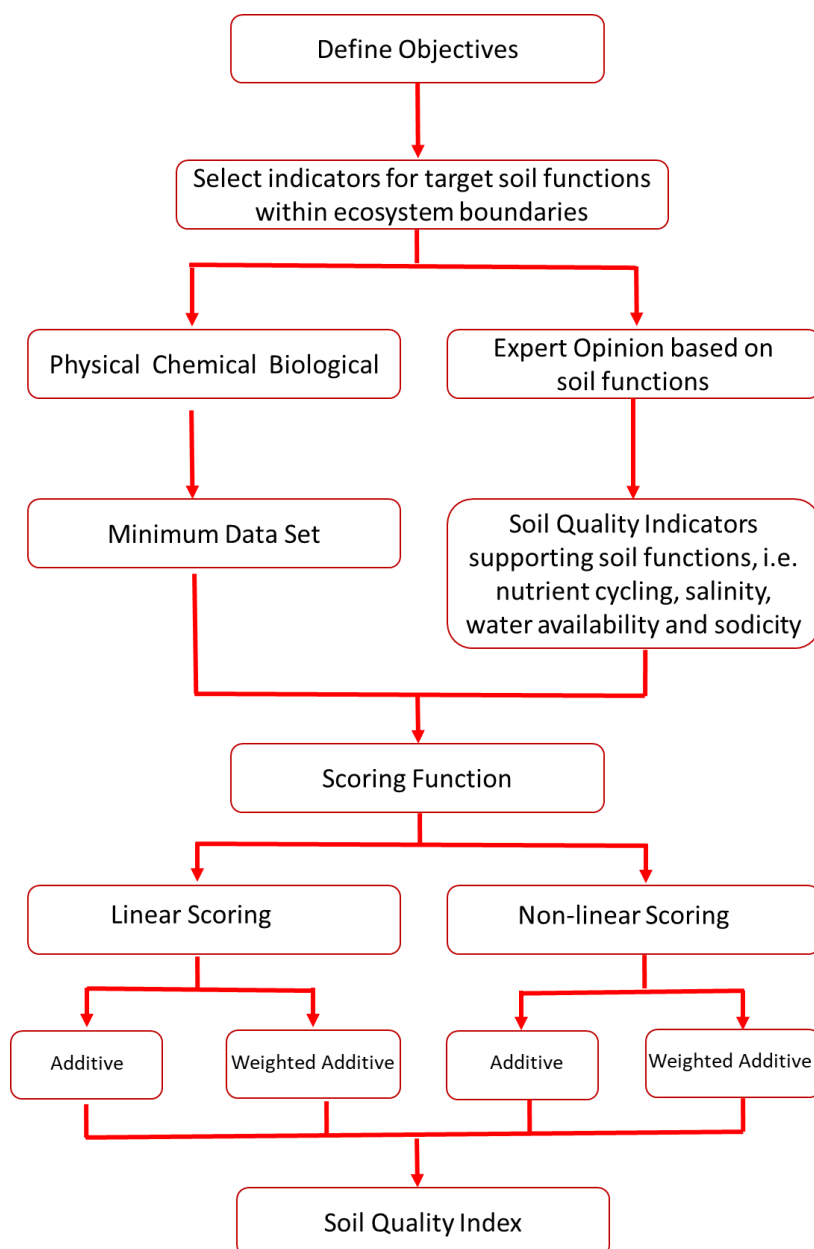 Define Objectives
Select indicators for target soil functions
within ecosystem boundaries
Physical Chemical Biological
Expert Opinion based on
soil functions
Minimum Data Set
Soil Quality Indicators
supporting soil functions, i.e.
nutrient cycling, salinity,
water availability and sodicity
Scoring Function
Linear Scoring
Non-linear Scoring
Additive
Weighted Additive
Additive
Weighted Additive
Soil Quality Index